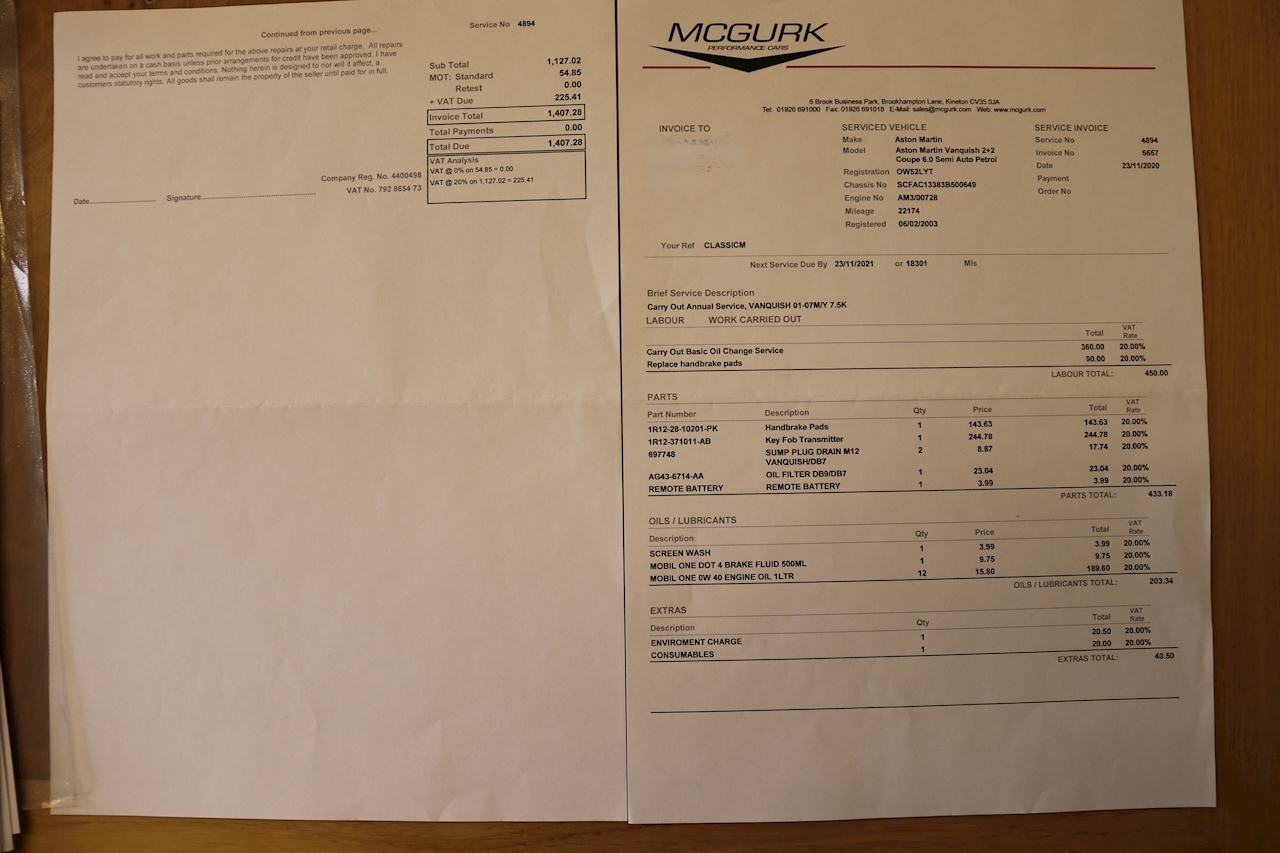 Continued from previous page...
Service No 4894
I agree to pay for all work and parts required for the above repairs at your retail charge. All repairs
are undertaken on a cash basis unless prior arrangements for credit have been approved. I have
read and accept your terms and conditions. Nothing herein is designed to nor will it affect, a
customers statutory rights. All goods shall remain the property of the seller until paid for in full.
Sub Total 1,127.02
MOT: Standard 54.85
Retest 0.00
+ VAT Due 225.41
Invoice Total 1,407.28
Total Payments 0.00
Total Due 1,407.28
VAT Analysis
VAT @ 0% on 54.85 = 0.00
VAT @ 20% on 1,127.02 = 225.41
Company Reg. No. 4400498
VAT No. 792 8654 73
Date.............................. Signature..............................................
MCGURK
PERFORMANCE CARS
6 Brook Business Park, Brookhampton Lane, Kineton CV35 0JA
Tel: 01926 691000 Fax: 01926 691018 E-Mail: sales@mcgurk.com Web: www.mcgurk.com
INVOICE TO
SERVICED VEHICLE
Make Aston Martin
Model Aston Martin Vanquish 2+2
Coupe 6.0 Semi Auto Petrol
Registration OW52LYT
Chassis No SCFAC13383B500649
Engine No AM3/00728
Mileage 22174
Registered 06/02/2003
SERVICE INVOICE
Service No 4894
Invoice No 5657
Date 23/11/2020
Payment
Order No
Your Ref CLASSICM
Next Service Due By 23/11/2021 or 18301 Mls
Brief Service Description
Carry Out Annual Service, VANQUISH 01-07M/Y 7.5K
LABOUR WORK CARRIED OUT
Total VAT Rate
Carry Out Basic Oil Change Service 360.00 20.00%
Replace handbrake pads 90.00 20.00%
LABOUR TOTAL: 450.00
PARTS
Part Number Description Qty Price Total VAT Rate
1R12-28-10201-PK Handbrake Pads 1 143.63 143.63 20.00%
1R12-371011-AB Key Fob Transmitter 1 244.78 244.78 20.00%
697748 SUMP PLUG DRAIN M12 2 8.87 17.74 20.00%
VANQUISH/DB7
AG43-6714-AA OIL FILTER DB9/DB7 1 23.04 23.04 20.00%
REMOTE BATTERY REMOTE BATTERY 1 3.99 3.99 20.00%
PARTS TOTAL: 433.18
OILS / LUBRICANTS
Description Qty Price Total VAT Rate
SCREEN WASH 1 3.99 3.99 20.00%
MOBIL ONE DOT 4 BRAKE FLUID 500ML 1 9.75 9.75 20.00%
MOBIL ONE 0W 40 ENGINE OIL 1LTR 12 15.80 189.60 20.00%
OILS / LUBRICANTS TOTAL: 203.34
EXTRAS
Description Qty Total VAT Rate
ENVIROMENT CHARGE 1 20.50 20.00%
CONSUMABLES 1 20.00 20.00%
EXTRAS TOTAL: 40.50